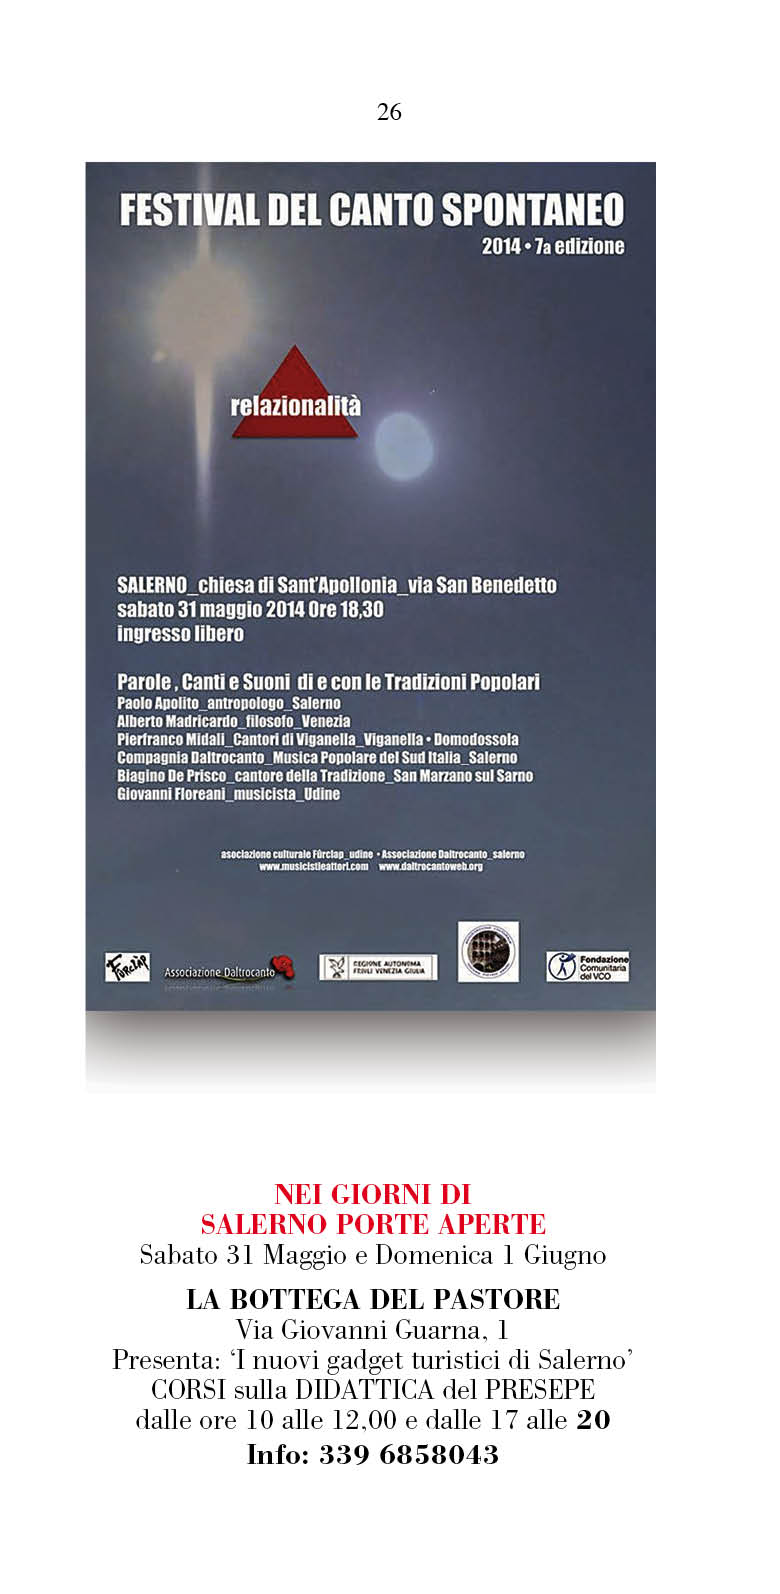 26
FESTIVAL DEL CANTO SPONTANEO
2014 • 7a edizione
relazionalità
SALERNO_chiesa di Sant'Apollonia_via San Benedetto
sabato 31 maggio 2014 Ore 18,30
ingresso libero
Parole , Canti e Suoni di e con le Tradizioni Popolari
Paolo Apolito_antropologo_Salerno
Alberto Madricardo_filosofo_Venezia
Pierfranco Midali_Cantori di Viganella_Viganella • Domodossola
Compagnia Daltrocanto_Musica Popolare del Sud Italia_Salerno
Biagino De Prisco_cantore della Tradizione_San Marzano sul Sarno
Giovanni Floreani_musicista_Udine
asociazione culturale Fûrclap_udine • Associazione Daltrocanto_salerno
www.musicistieattori.com www.daltrocantoweb.org
FÛRCLAP
Associazione Daltrocanto
REGIONE AUTONOMA
FRIULI VENEZIA GIULIA
Fondazione
Comunitaria
del VCO
NEI GIORNI DI
SALERNO PORTE APERTE
Sabato 31 Maggio e Domenica 1 Giugno
LA BOTTEGA DEL PASTORE
Via Giovanni Guarna, 1
Presenta: ‘I nuovi gadget turistici di Salerno’
CORSI sulla DIDATTICA del PRESEPE
dalle ore 10 alle 12,00 e dalle 17 alle 20
Info: 339 6858043